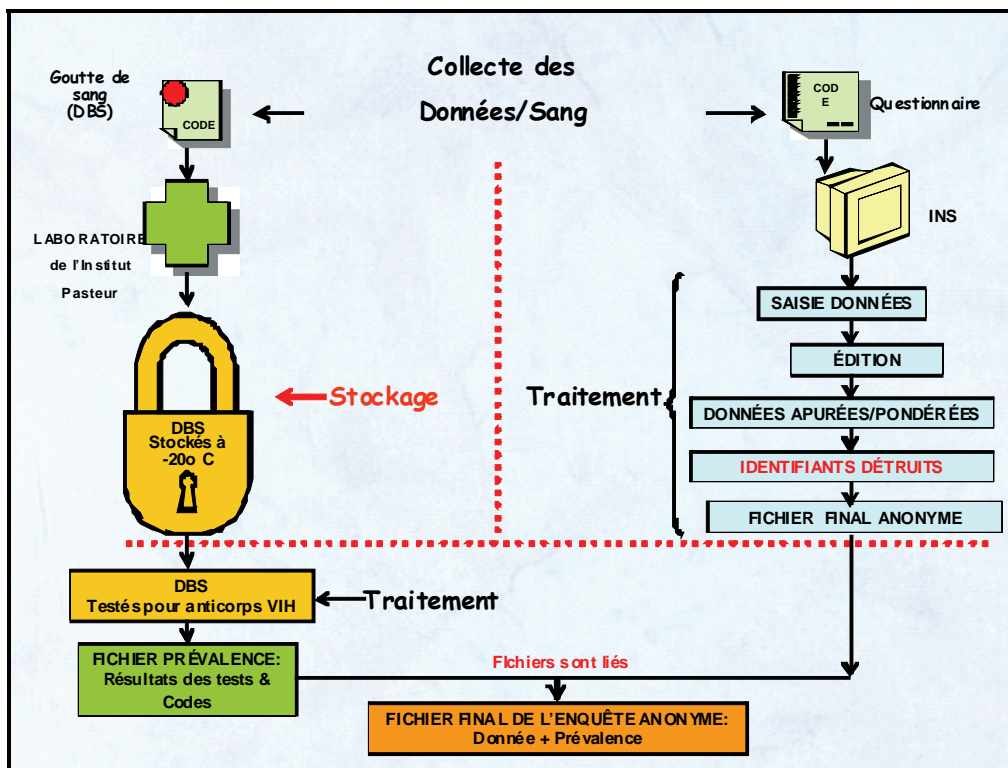 Collecte des
Données/Sang
Goutte de
sang
(DBS)
CODE
LABORATOIRE
de l'Institut
Pasteur
DBS
Stockés à
-20o C
Stockage
DBS
Testés pour anticorps VIH
Traitement
FICHIER PRÉVALENCE:
Résultats des tests &
Codes
COD
E
Questionnaire
INS
Traitement
SAISIE DONNÉES
ÉDITION
DONNÉES APURÉES/PONDÉRÉES
IDENTIFIANTS DÉTRUITS
FICHIER FINAL ANONYME
FIchiers sont liés
FICHIER FINAL DE L'ENQUÊTE ANONYME:
Donnée + Prévalence